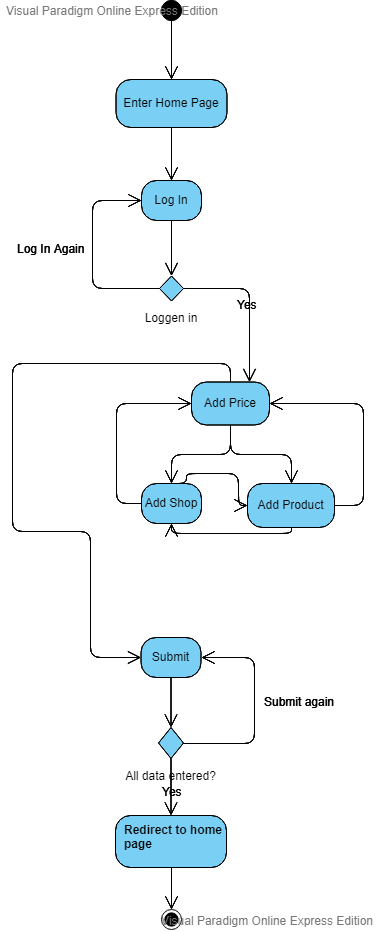 Visual Paradigm Online Express Edition
Enter Home Page
Log In
Log In Again
Yes
Loggen in
Add Price
Add Shop
Add Product
Submit
Submit again
All data entered?
Yes
Redirect to home
page
Visual Paradigm Online Express Edition